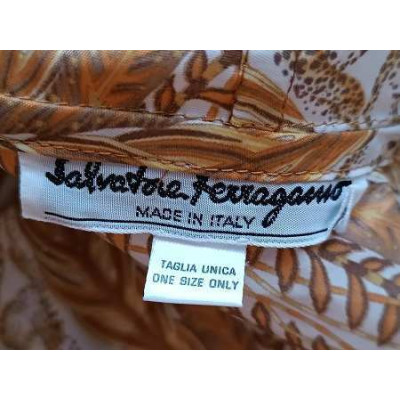 Salvatore Ferragamo
MADE IN ITALY
TAGLIA UNICA
ONE SIZE ONLY